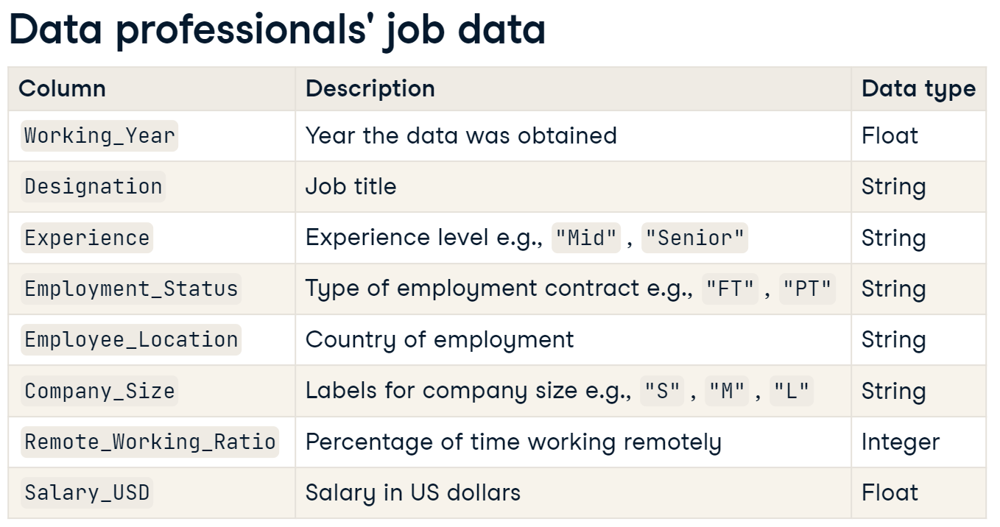 Data professionals' job data
Column Description Data type
Working_Year Year the data was obtained Float
Designation Job title String
Experience Experience level e.g., "Mid" , "Senior" String
Employment_Status Type of employment contract e.g., "FT" , "PT" String
Employee_Location Country of employment String
Company_Size Labels for company size e.g., "S" , "M" , "L" String
Remote_Working_Ratio Percentage of time working remotely Integer
Salary_USD Salary in US dollars Float